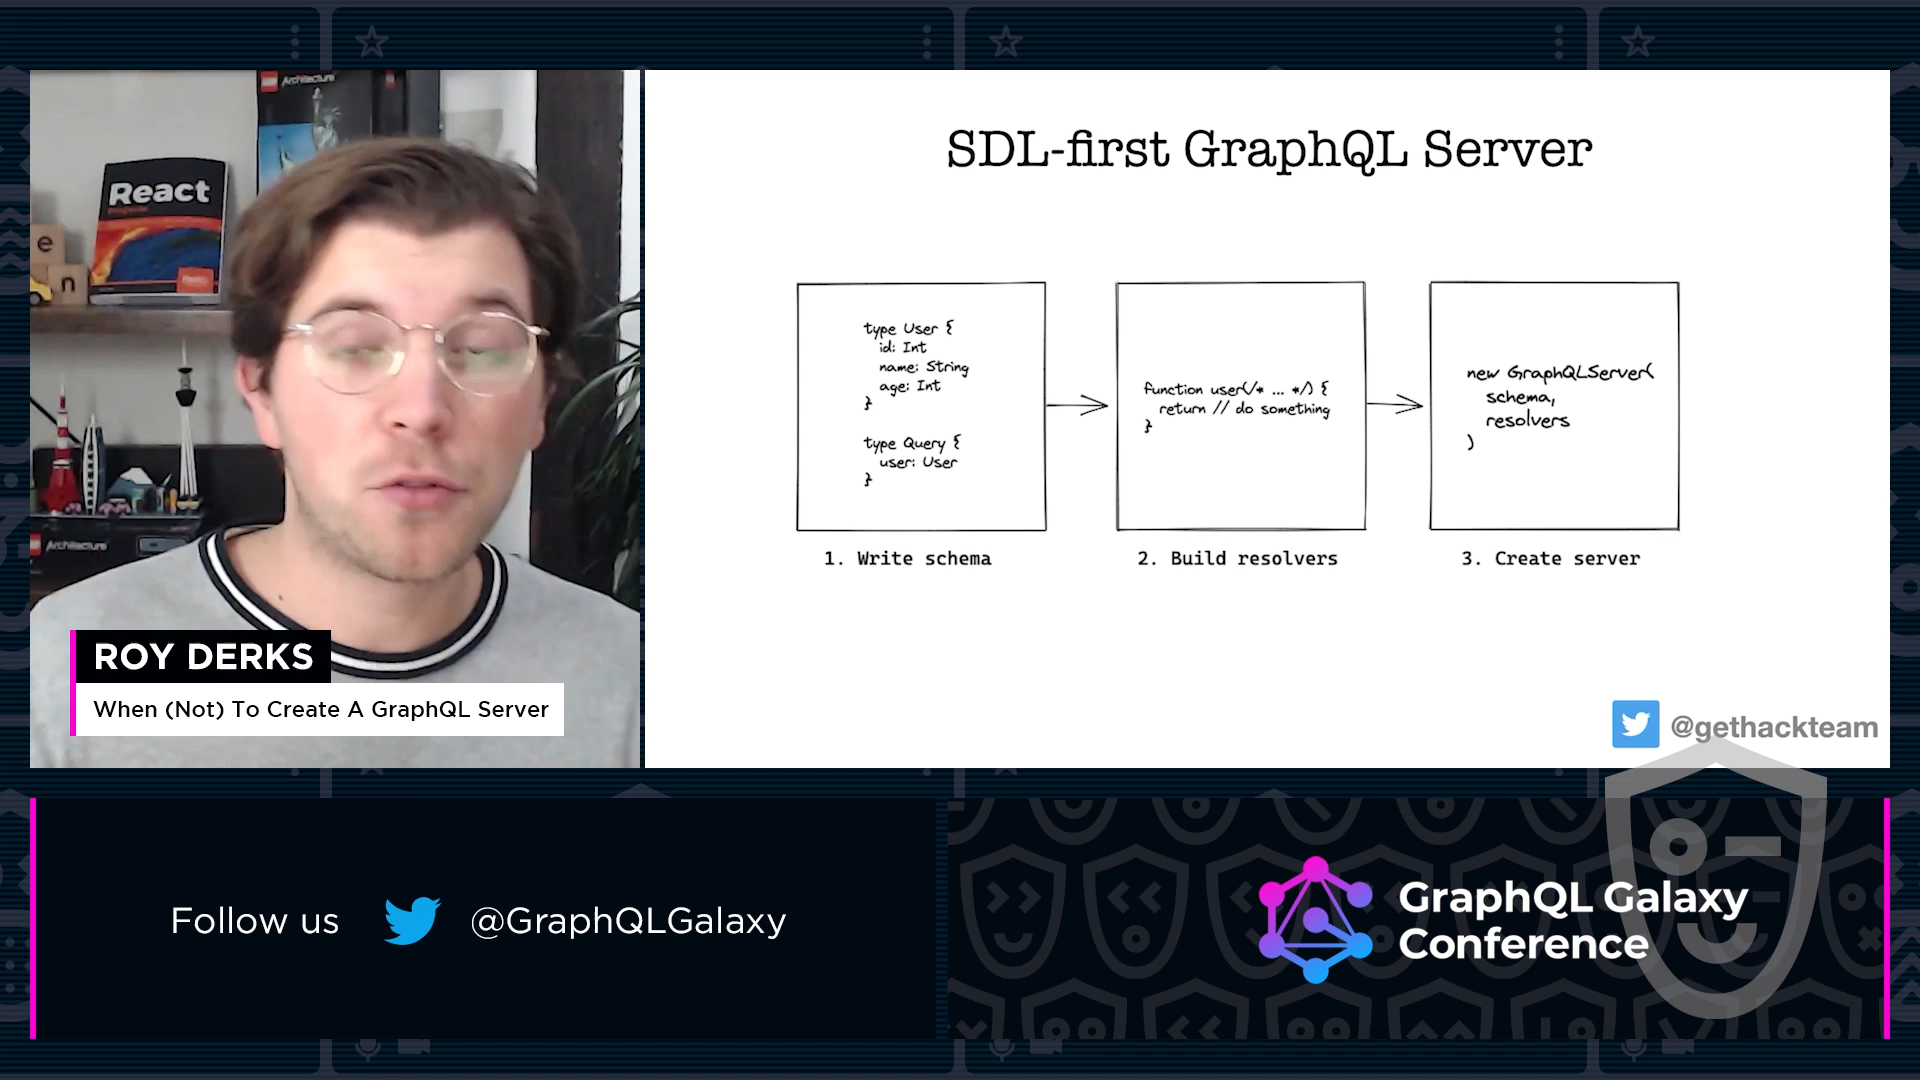 Architecture
React
e
n
Architecture
ROY DERKS
When (Not) To Create A GraphQL Server
SDL-first GraphQL Server
type User {
id: Int
name: String
age: Int
}
type Query {
user: User
}
function user(/* ... */) {
return // do something
}
new GraphQLServer(
schema,
resolvers
)
1. Write schema
2. Build resolvers
3. Create server
@gethackteam
Follow us
@GraphQLGalaxy
GraphQL Galaxy
Conference